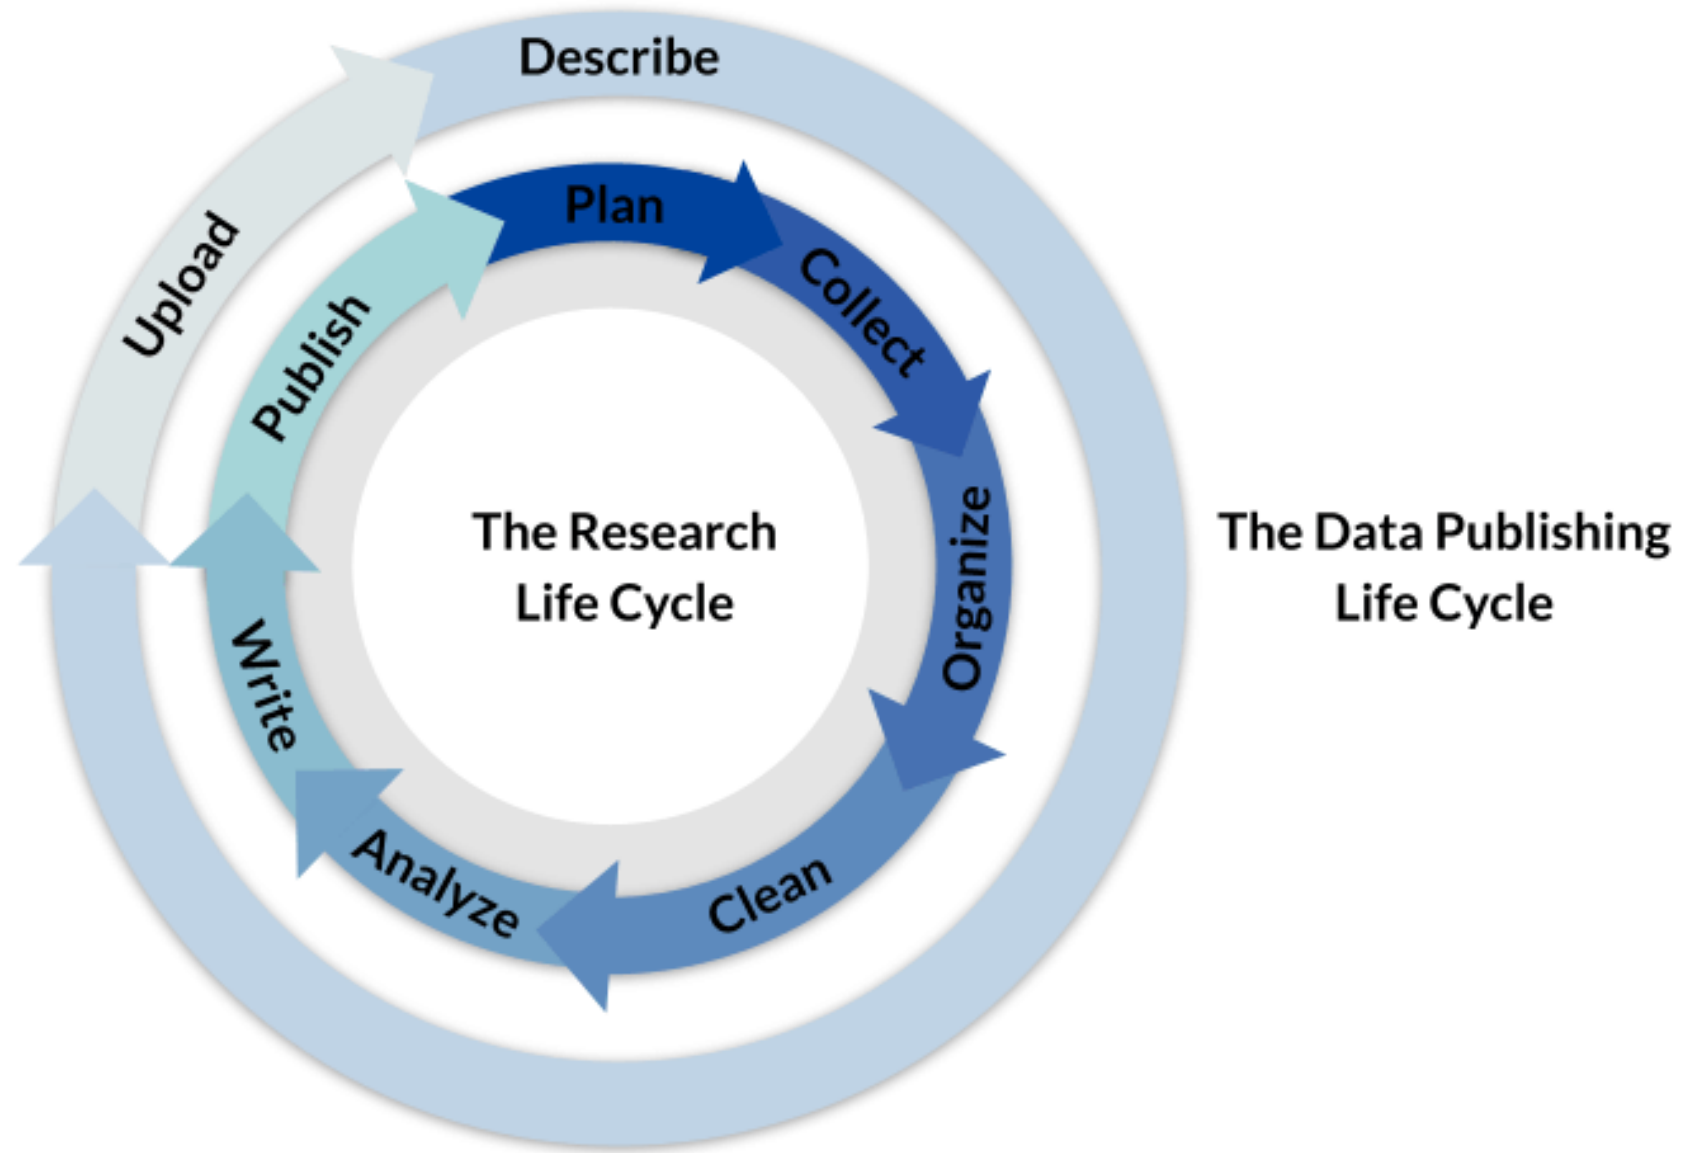 Describe
Plan
Collect
Organize
Clean
Analyze
Write
Publish
Upload
The Research
Life Cycle
The Data Publishing
Life Cycle